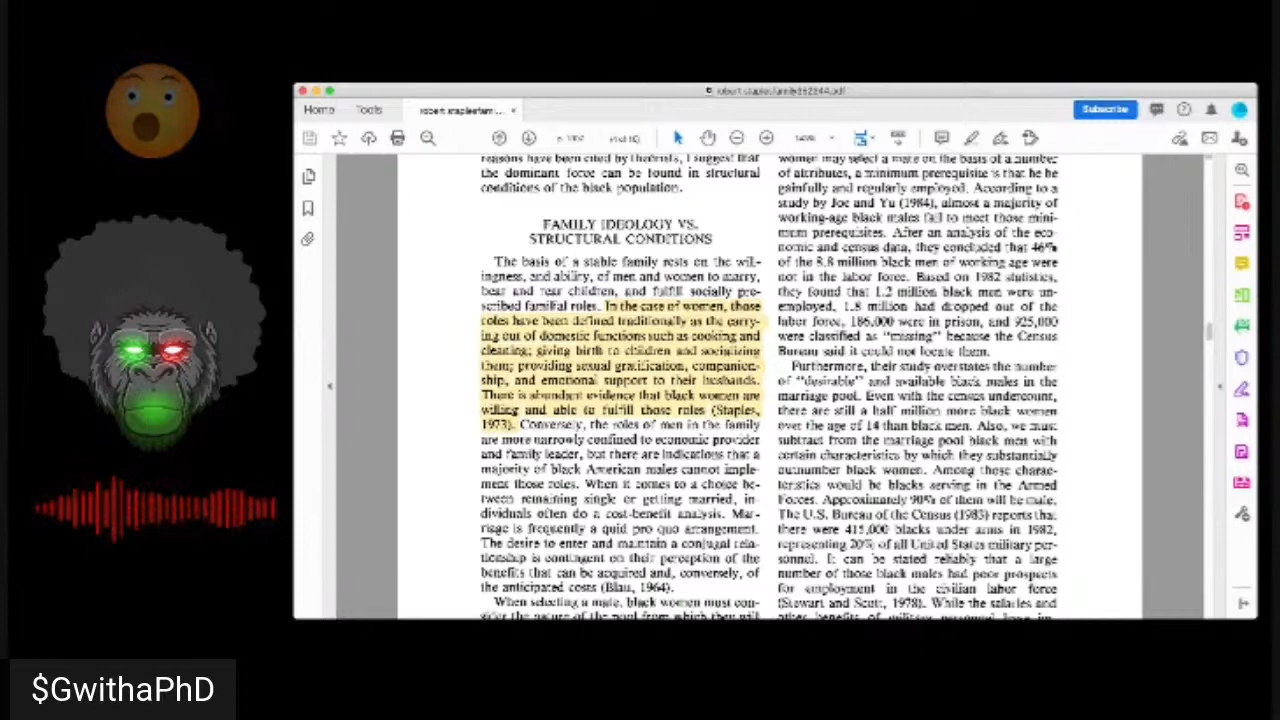 robert staplesfamily352844.pdf
Home
Tools
robert staplesfami...
Subscribe
reasons have been cited by theorists, I suggest that
the dominant force can be found in structural
conditions of the black population.
FAMILY IDEOLOGY VS.
STRUCTURAL CONDITIONS
The basis of a stable family rests on the wil-
ingness, and ability, of men and women to marry,
bear and rear children, and fulfill socially pre-
scribed familial roles. In the case of women, those
roles have been defined traditionally as the carry-
ing out of domestic functions such as cooking and
cleaning; giving birth to children and socializing
them; providing sexual gratification, companion-
ship, and emotional support to their husbands.
There is abundant evidence that black women are
willing and able to fulfill those roles (Staples,
1973). Conversely, the roles of men in the family
are more narrowly confined to economic provider
and family leader, but there are indications that a
majority of black American males cannot imple-
ment those roles. When it comes to a choice be-
tween remaining single or getting married, in-
dividuals often do a cost-benefit analysis. Mar-
riage is frequently a quid pro quo arrangement.
The desire to enter and maintain a conjugal rela-
tionship is contingent on their perception of the
benefits that can be acquired and, conversely, of
the anticipated costs (Blau, 1964).
When selecting a mate, black women must con-
sider the nature of the pool from which they will
women may select a mate on the basis of a number
of attributes, a minimum prerequisite is that he be
gainfully and regularly employed. According to a
study by Joe and Yu (1984), almost a majority of
working-age black males fail to meet those mini-
mum prerequisites. After an analysis of the eco-
nomic and census data, they concluded that 46%
of the 8.8 million black men of working age were
not in the labor force. Based on 1982 statistics,
they found that 1.2 million black men were un-
employed, 1.8 million had dropped out of the
labor force, 186,000 were in prison, and 925,000
were classified as "missing" because the Census
Bureau said it could not locate them.
Furthermore, their study overstates the number
of "desirable" and available black males in the
marriage pool. Even with the census undercount,
there are still a half million more black women
over the age of 14 than black men. Also, we must
subtract from the marriage pool black men with
certain characteristics by which they substantially
outnumber black women. Among those charac-
teristics would be blacks serving in the Armed
Forces. Approximately 90% of them will be male.
The U.S. Bureau of the Census (1983) reports that
there were 415,000 blacks under arms in 1982,
representing 20% of all United States military per-
sonnel. It can be stated reliably that a large
number of those black males had poor prospects
for employment in the civilian labor force
(Stewart and Scott, 1978). While the salaries and
other benefits of military personnel have im-
$GwithaPhD